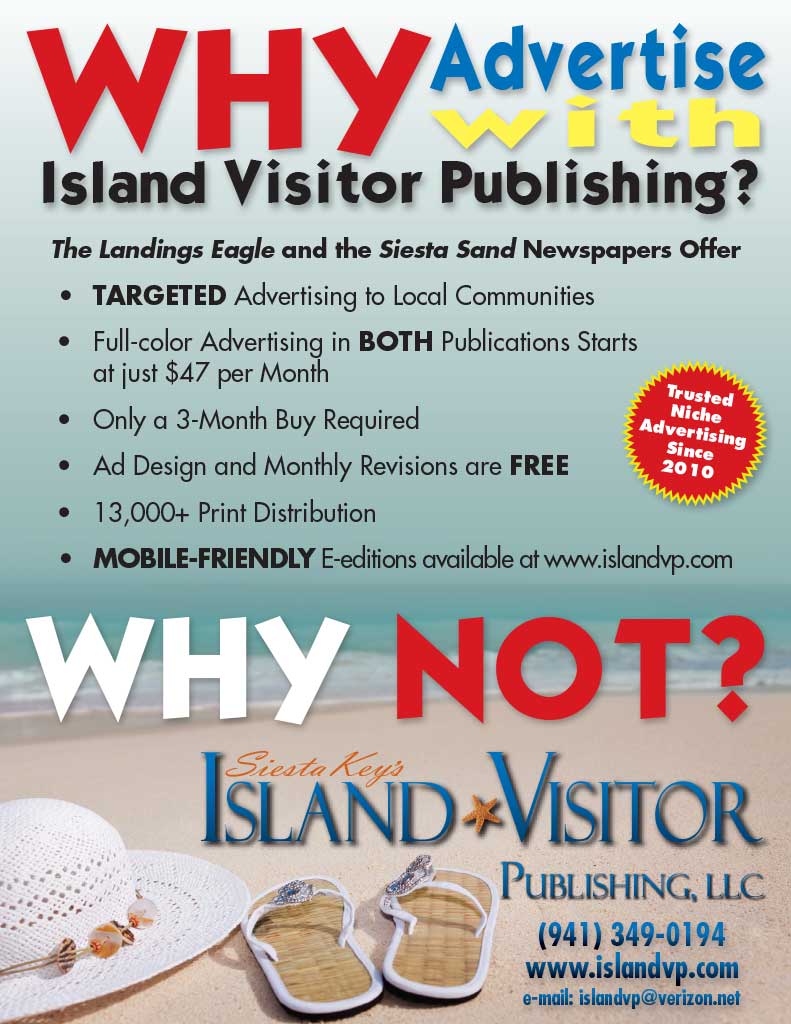 WHY Advertise
with
Island Visitor Publishing?
The Landings Eagle and the Siesta Sand Newspapers Offer
• TARGETED Advertising to Local Communities
• Full-color Advertising in BOTH Publications Starts
at just $47 per Month
• Only a 3-Month Buy Required
• Ad Design and Monthly Revisions are FREE
• 13,000+ Print Distribution
• MOBILE-FRIENDLY E-editions available at www.islandvp.com
Trusted
Niche
Advertising
Since
2010
WHY NOT?
Siesta Key's
ISLAND VISITOR
PUBLISHING, LLC
(941) 349-0194
www.islandvp.com
e-mail: islandvp@verizon.net